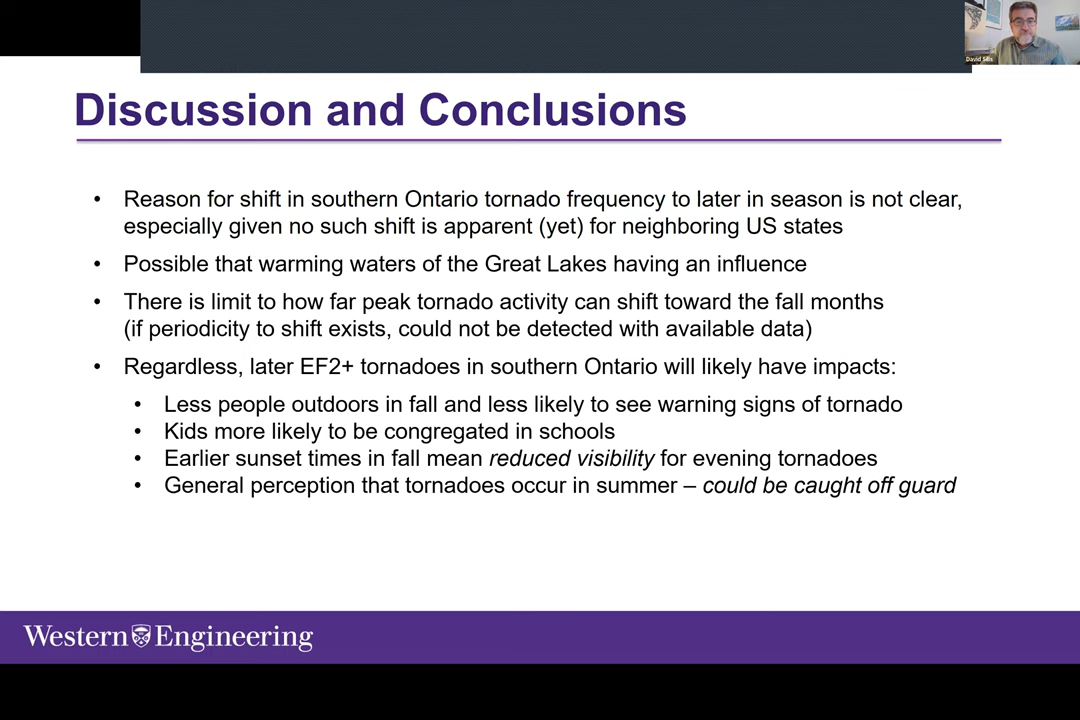 David Sills
Discussion and Conclusions
• Reason for shift in southern Ontario tornado frequency to later in season is not clear,
especially given no such shift is apparent (yet) for neighboring US states
• Possible that warming waters of the Great Lakes having an influence
• There is limit to how far peak tornado activity can shift toward the fall months
(if periodicity to shift exists, could not be detected with available data)
• Regardless, later EF2+ tornadoes in southern Ontario will likely have impacts:
• Less people outdoors in fall and less likely to see warning signs of tornado
• Kids more likely to be congregated in schools
• Earlier sunset times in fall mean reduced visibility for evening tornadoes
• General perception that tornadoes occur in summer – could be caught off guard
Western Engineering